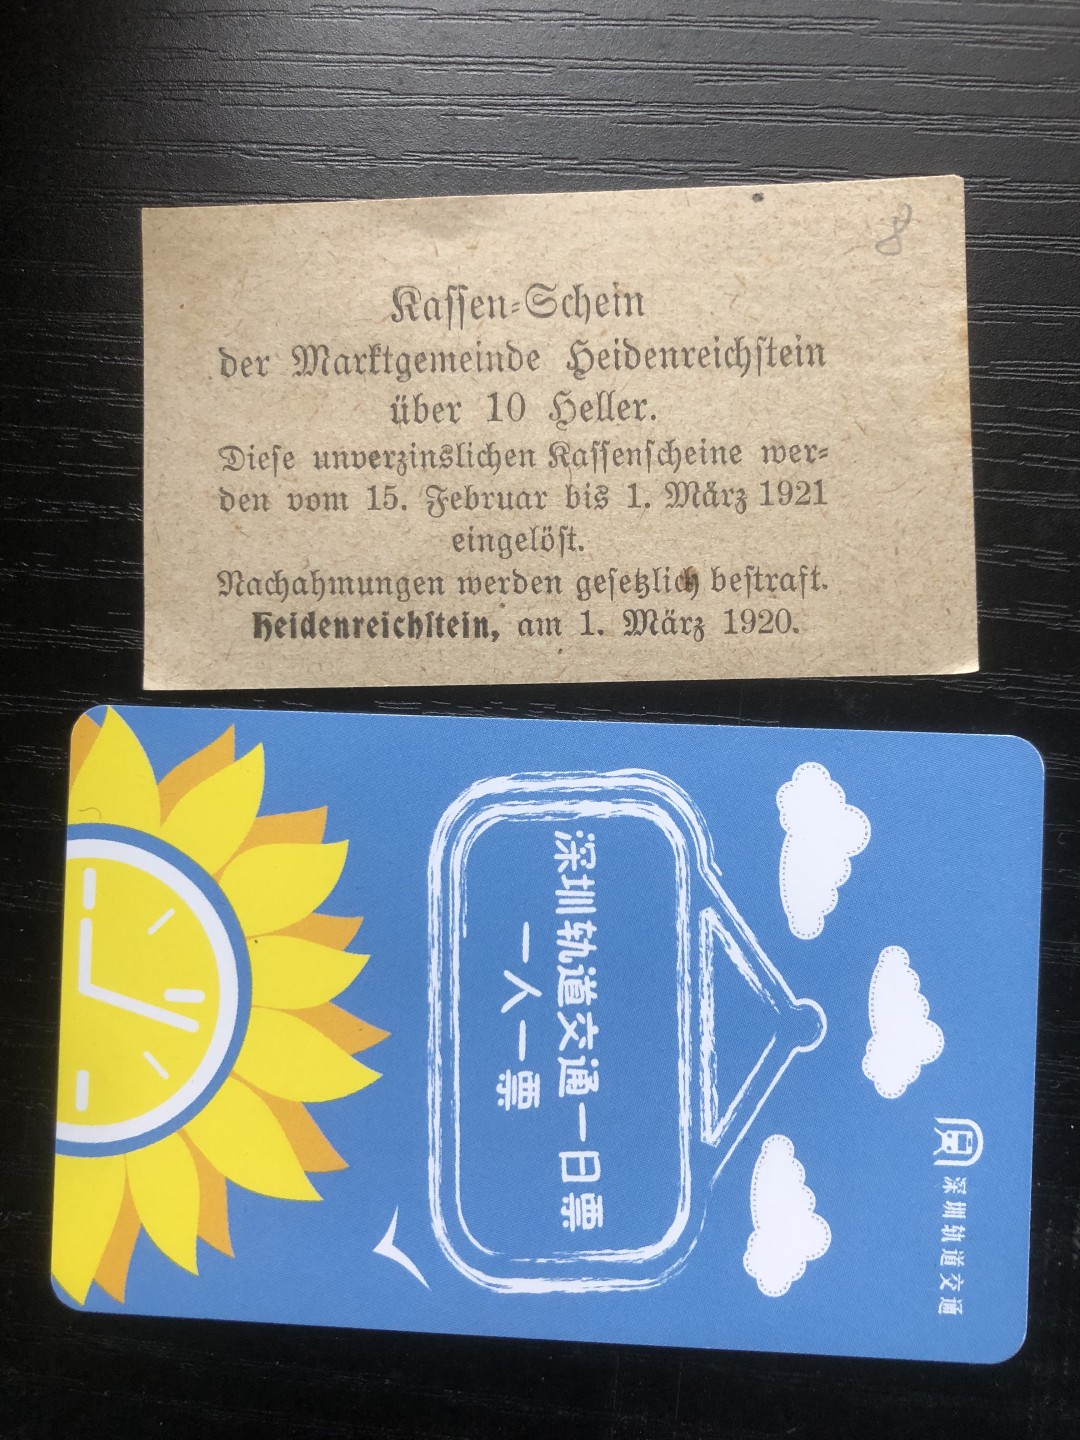 8
Kassen=Schein
der Marktgemeinde Heidenreichstein
über 10 Heller.
Diese unverzinslichen Kassenscheine wer=
den vom 15. Februar bis 1. März 1921
eingelöst.
Nachahmungen werden gesetzlich bestraft.
Heidenreichstein, am 1. März 1920.
深圳轨道交通
深圳轨道交通一日票
一人一票